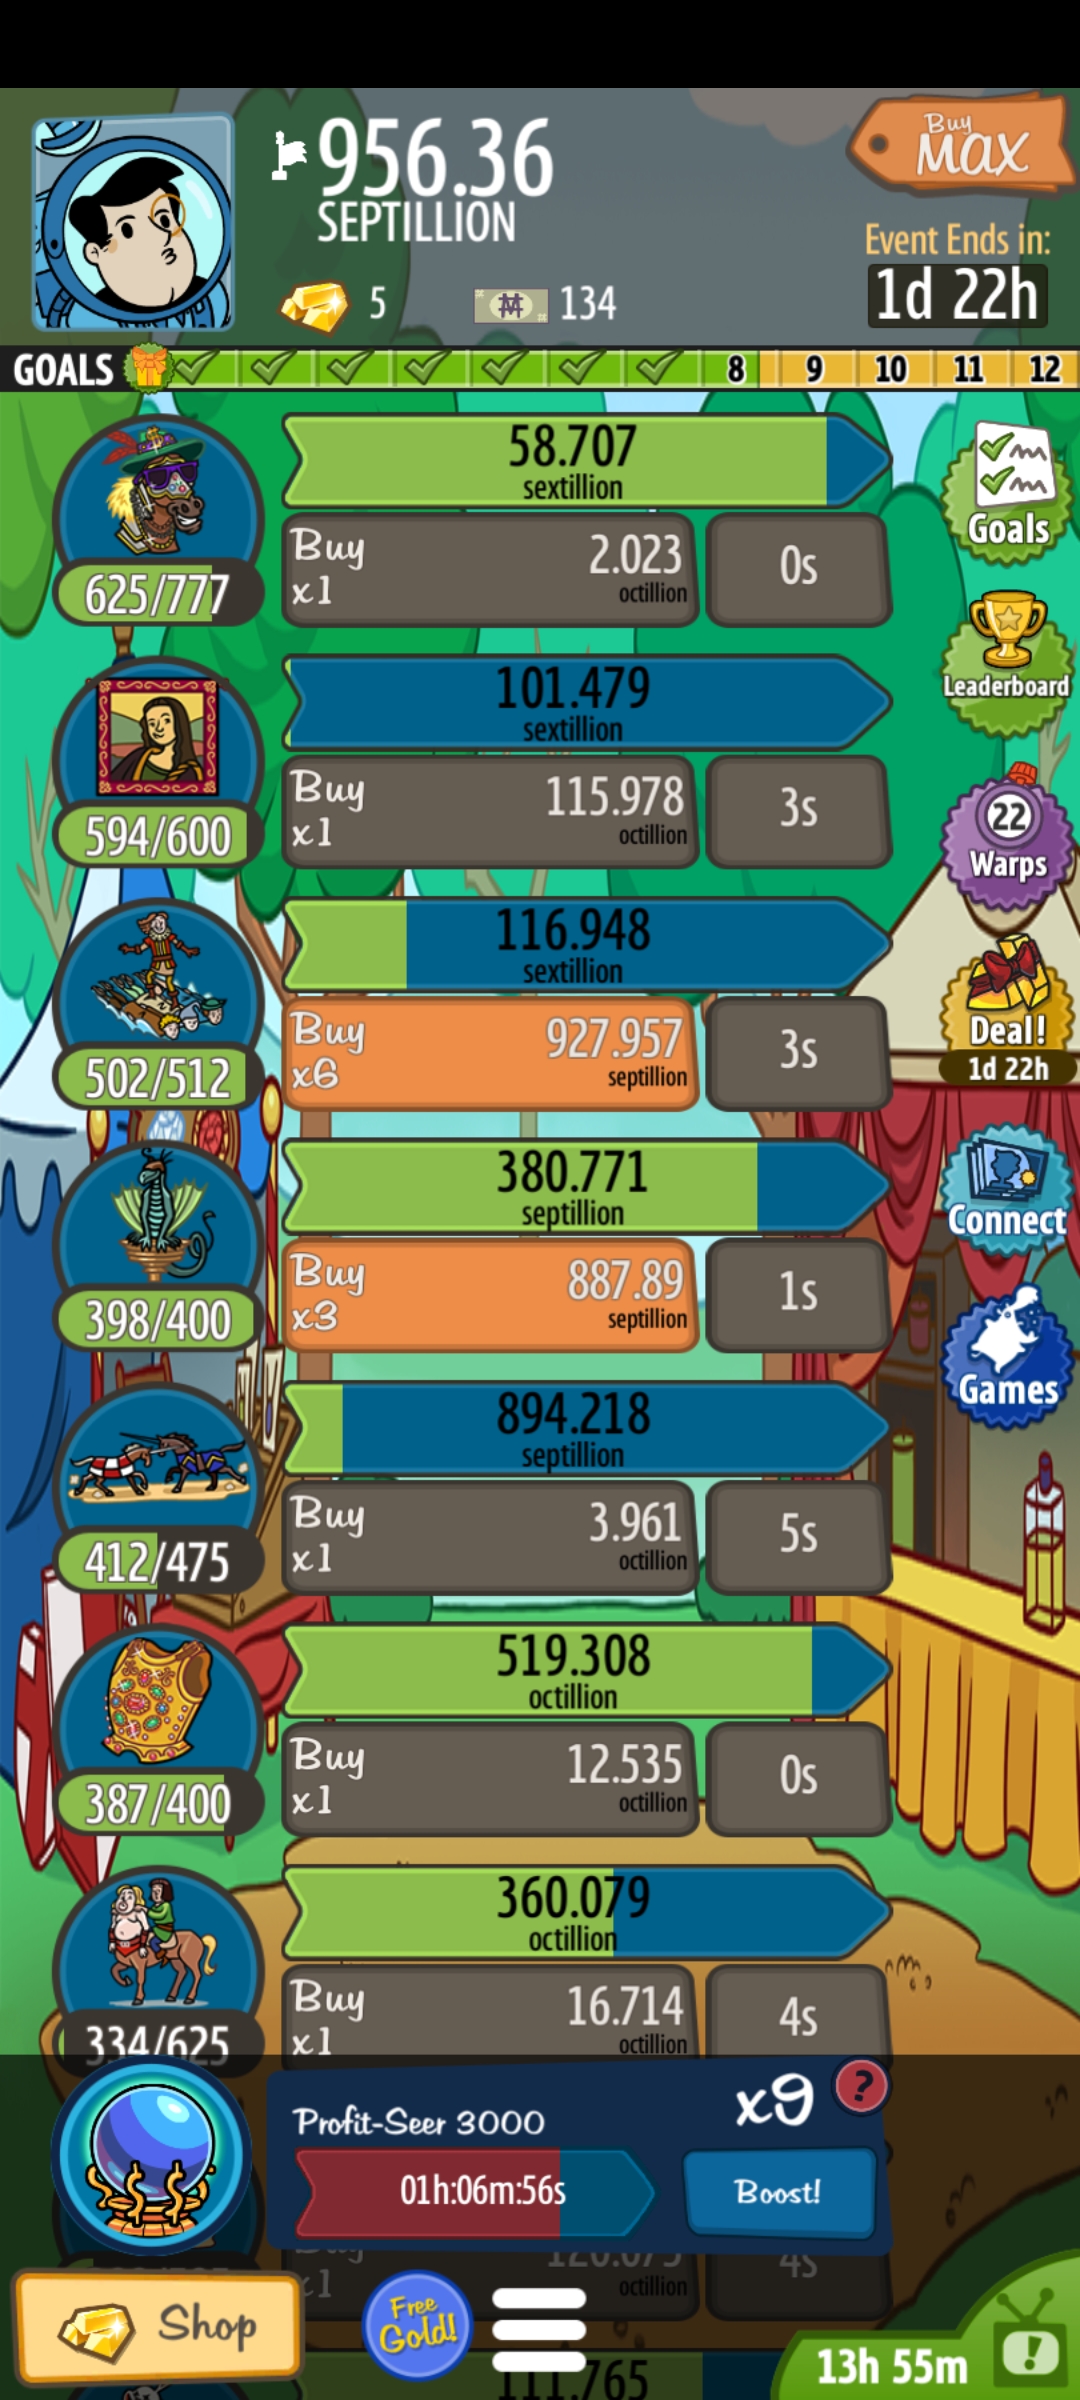 956.36
SEPTILLION
Buy
MAX
Event Ends in:
1d 22h
5
134
GOALS
8 9 10 11 12
58.707
sextillion
Buy
x1
2.023
octillion
0s
625/777
Goals
Leaderboard
101.479
sextillion
Buy
x1
115.978
octillion
3s
594/600
22
Warps
116.948
sextillion
Buy
x6
927.957
septillion
3s
502/512
Deal!
1d 22h
380.771
septillion
Buy
x3
887.89
septillion
1s
398/400
Connect
Games
894.218
septillion
Buy
x1
3.961
octillion
5s
412/475
519.308
octillion
Buy
x1
12.535
octillion
0s
387/400
360.079
octillion
Buy
x1
16.714
octillion
4s
334/625
Profit-Seer 3000
x9
?
01h:06m:56s
Boost!
Buy
x1
octillion
4s
Shop
Free
Gold!
111.765
13h 55m
!